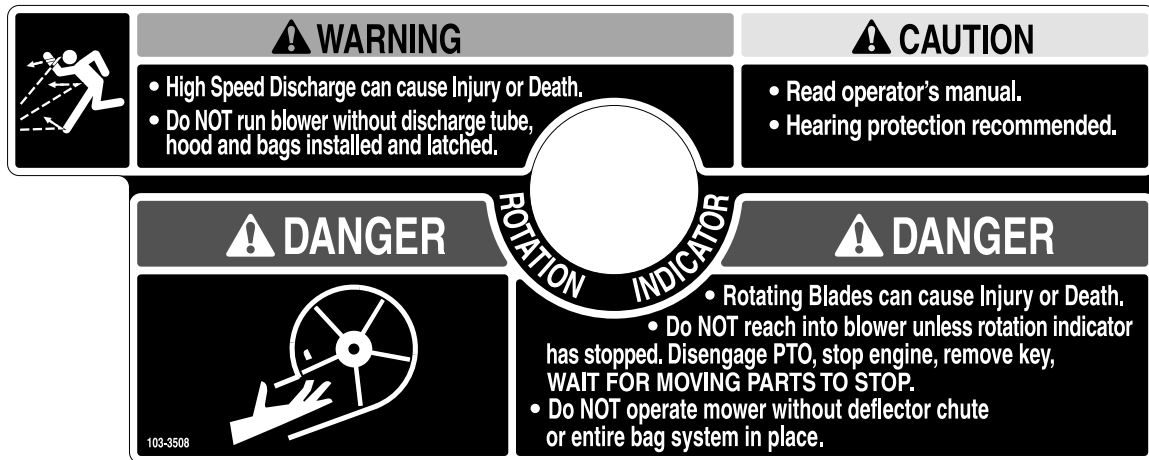 WARNING
• High Speed Discharge can cause Injury or Death.
• Do NOT run blower without discharge tube,
hood and bags installed and latched.
CAUTION
• Read operator's manual.
• Hearing protection recommended.
ROTATION INDICATOR
DANGER
103-3508
DANGER
• Rotating Blades can cause Injury or Death.
• Do NOT reach into blower unless rotation indicator
has stopped. Disengage PTO, stop engine, remove key,
WAIT FOR MOVING PARTS TO STOP.
• Do NOT operate mower without deflector chute
or entire bag system in place.